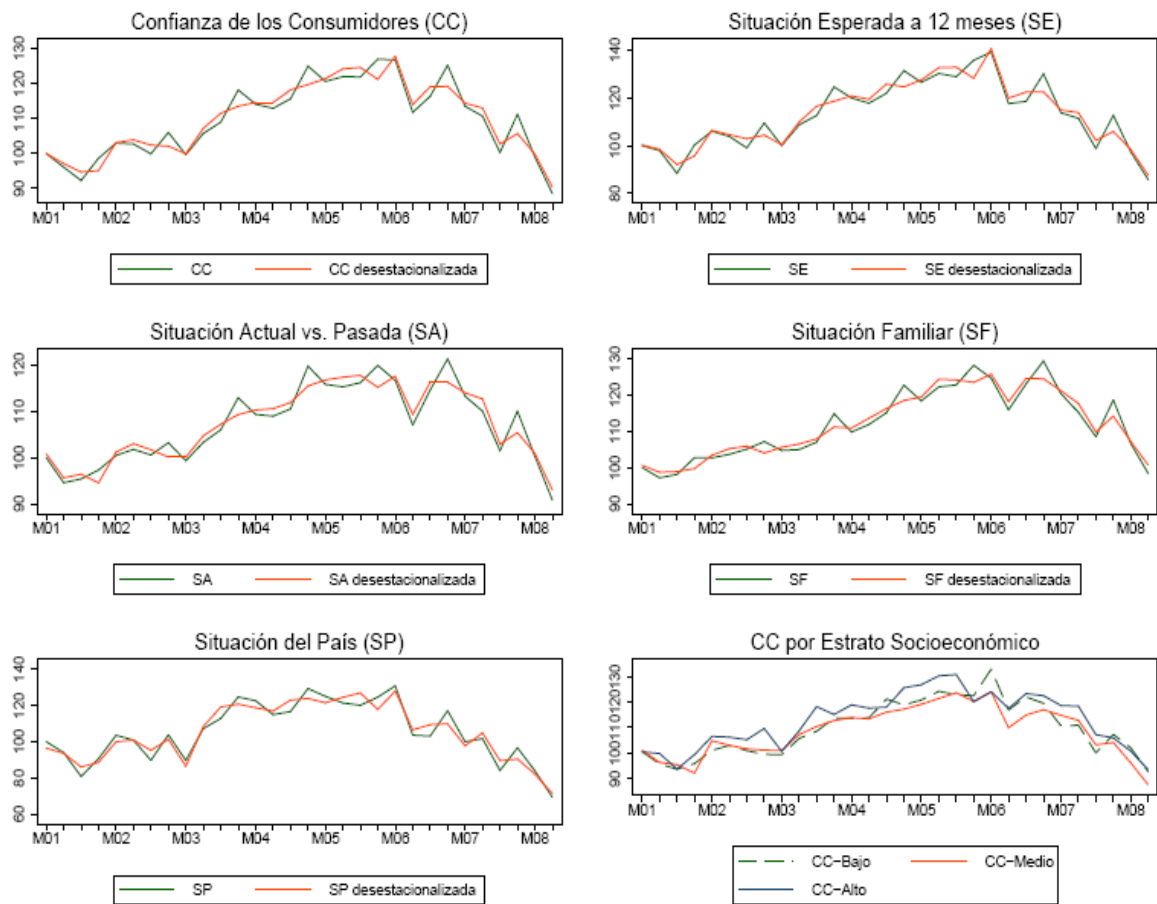 Confianza de los Consumidores (CC)
130
120
110
100
90
M01 M02 M03 M04 M05 M06 M07 M08
CC CC desestacionalizada
Situación Esperada a 12 meses (SE)
140
120
100
80
M01 M02 M03 M04 M05 M06 M07 M08
SE SE desestacionalizada
Situación Actual vs. Pasada (SA)
120
110
100
90
M01 M02 M03 M04 M05 M06 M07 M08
SA SA desestacionalizada
Situación Familiar (SF)
130
120
110
100
90
M01 M02 M03 M04 M05 M06 M07 M08
SF SF desestacionalizada
Situación del País (SP)
140
120
100
80
60
M01 M02 M03 M04 M05 M06 M07 M08
SP SP desestacionalizada
CC por Estrato Socioeconómico
130
120
110
100
90
M01 M02 M03 M04 M05 M06 M07 M08
CC-Bajo CC-Medio
CC-Alto